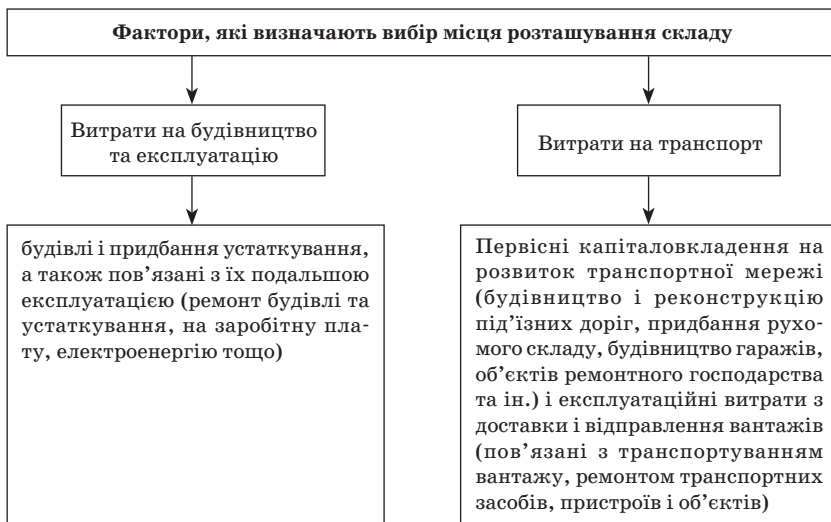 Фактори, які визначають вибір місця розташування складу
Витрати на будівництво
та експлуатацію
Витрати на транспорт
будівлі і придбання устаткування,
а також пов’язані з їх подальшою
експлуатацією (ремонт будівлі та
устаткування, на заробітну пла-
ту, електроенергію тощо)
Первісні капіталовкладення на
розвиток транспортної мережі
(будівництво і реконструкцію
під’їзних доріг, придбання рухо-
мого складу, будівництво гаражів,
об’єктів ремонтного господарства
та ін.) і експлуатаційні витрати з
доставки і відправлення вантажів
(пов’язані з транспортуванням
вантажу, ремонтом транспортних
засобів, пристроїв і об’єктів)